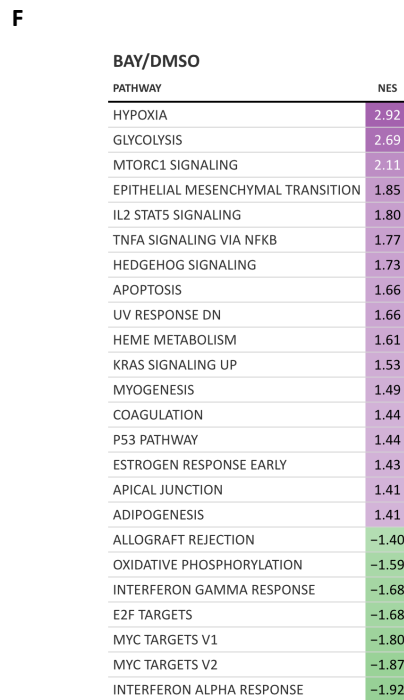 F
BAY/DMSO
PATHWAY NES
HYPOXIA 2.92
GLYCOLYSIS 2.69
MTORC1 SIGNALING 2.11
EPITHELIAL MESENCHYMAL TRANSITION 1.85
IL2 STAT5 SIGNALING 1.80
TNFA SIGNALING VIA NFKB 1.77
HEDGEHOG SIGNALING 1.73
APOPTOSIS 1.66
UV RESPONSE DN 1.66
HEME METABOLISM 1.61
KRAS SIGNALING UP 1.53
MYOGENESIS 1.49
COAGULATION 1.44
P53 PATHWAY 1.44
ESTROGEN RESPONSE EARLY 1.43
APICAL JUNCTION 1.41
ADIPOGENESIS 1.41
ALLOGRAFT REJECTION −1.40
OXIDATIVE PHOSPHORYLATION −1.59
INTERFERON GAMMA RESPONSE −1.68
E2F TARGETS −1.68
MYC TARGETS V1 −1.80
MYC TARGETS V2 −1.87
INTERFERON ALPHA RESPONSE −1.92